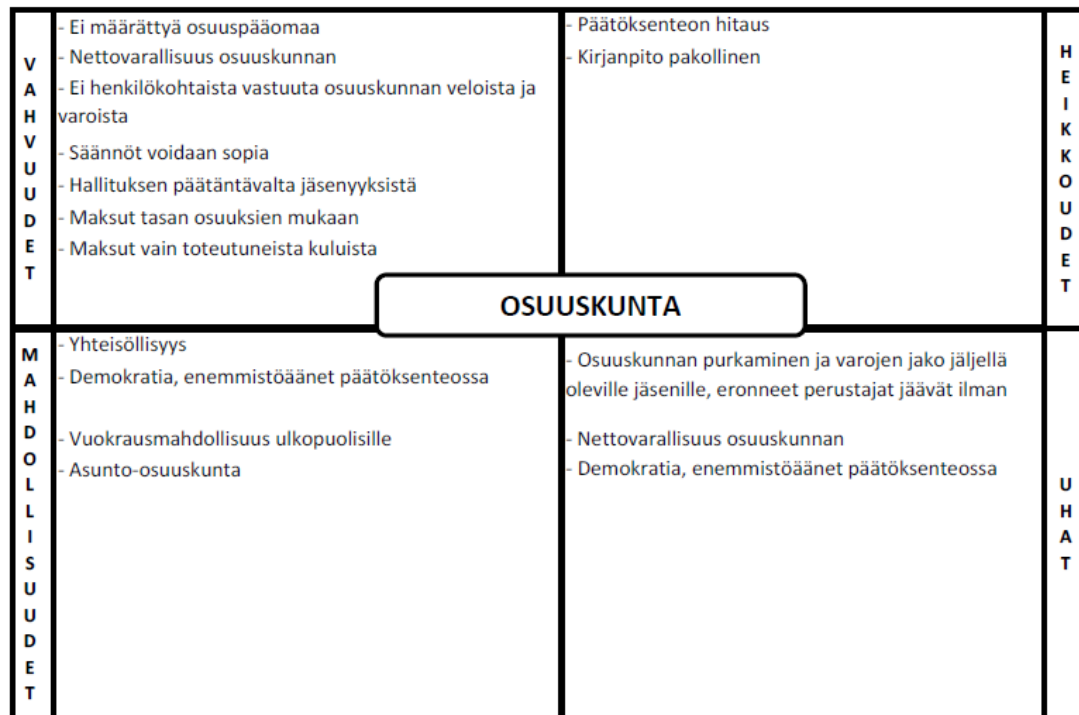 VAHVUUDET
- Ei määrättyä osuuspääomaa
- Nettovarallisuus osuuskunnan
- Ei henkilökohtaista vastuuta osuuskunnan veloista ja
varoista
- Säännöt voidaan sopia
- Hallituksen päätäntävalta jäsenyyksistä
- Maksut tasan osuuksien mukaan
- Maksut vain toteutuneista kuluista
- Päätöksenteon hitaus
- Kirjanpito pakollinen
HEIKKOUDET
OSUUSKUNTA
MAHDOLLISUUDET
- Yhteisöllisyys
- Demokratia, enemmistöäänet päätöksenteossa
- Vuokrausmahdollisuus ulkopuolisille
- Asunto-osuuskunta
- Osuuskunnan purkaminen ja varojen jako jäljellä
oleville jäsenille, eronneet perustajat jäävät ilman
- Nettovarallisuus osuuskunnan
- Demokratia, enemmistöäänet päätöksenteossa
UHAT